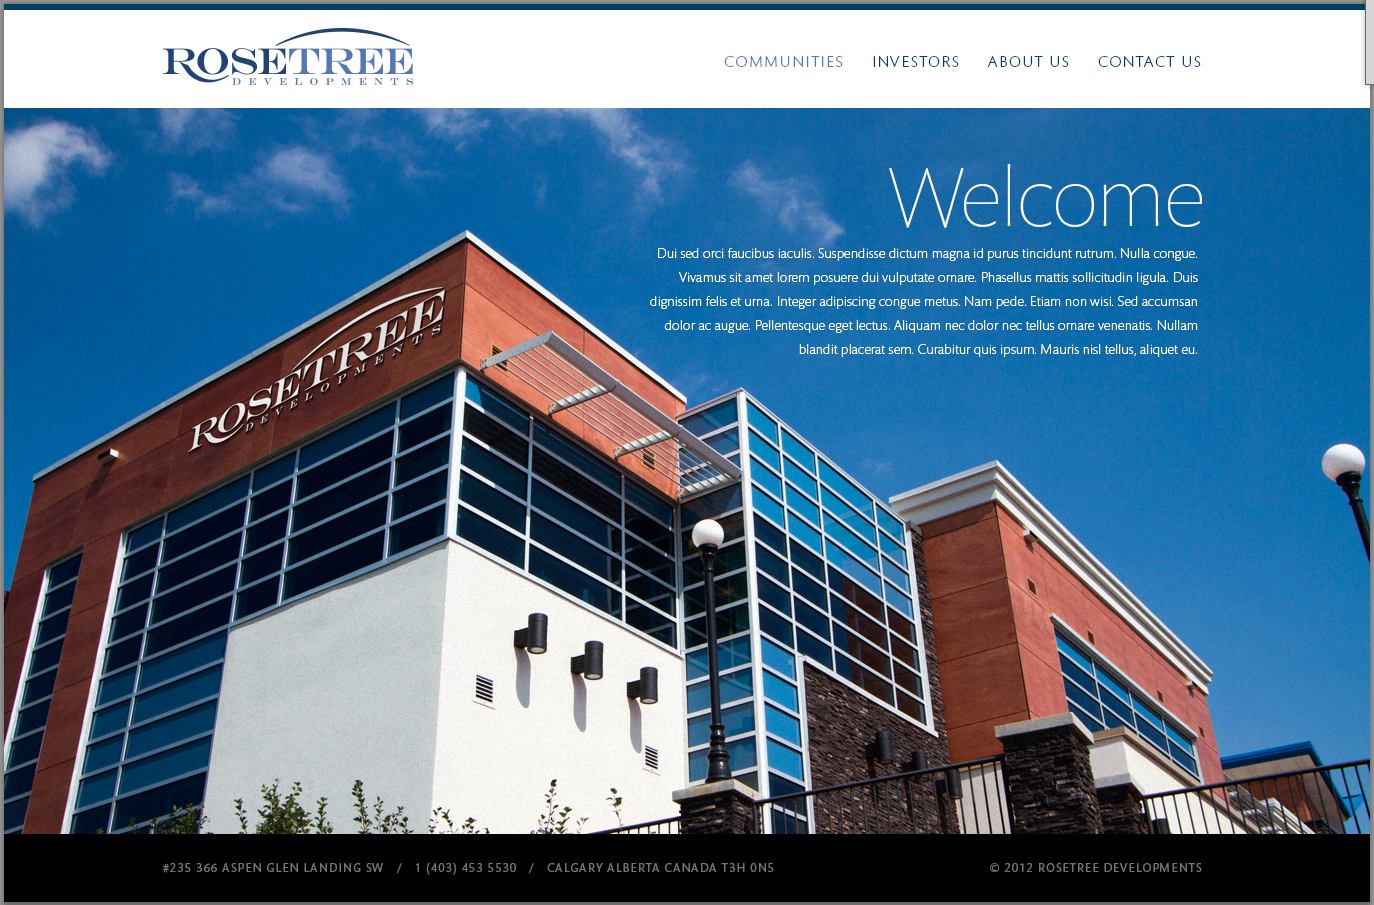 ROSETREE
DEVELOPMENTS
COMMUNITIES INVESTORS ABOUT US CONTACT US
Welcome
Dui sed orci faucibus iaculis. Suspendisse dictum magna id purus tincidunt rutrum. Nulla congue.
Vivamus sit amet lorem posuere dui vulputate ornare. Phasellus mattis sollicitudin ligula. Duis
dignissim felis et urna. Integer adipiscing congue metus. Nam pede. Etiam non wisi. Sed accumsan
dolor ac augue. Pellentesque eget lectus. Aliquam nec dolor nec tellus ornare venenatis. Nullam
blandit placerat sem. Curabitur quis ipsum. Mauris nisl tellus, aliquet eu.
ROSETREE
DEVELOPMENTS
#235 366 ASPEN GLEN LANDING SW / 1 (403) 453 5530 / CALGARY ALBERTA CANADA T3H 0N5
© 2012 ROSETREE DEVELOPMENTS